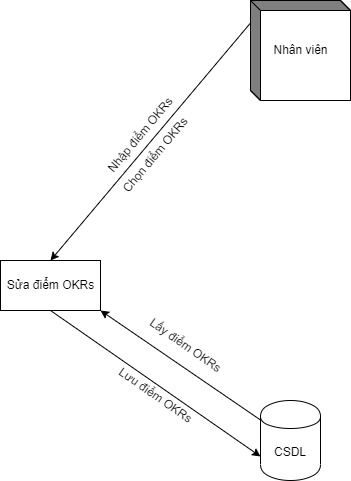 Nhân viên
Nhập điểm OKRs
Chọn điểm OKRs
Sửa điểm OKRs
Lấy điểm OKRs
Lưu điểm OKRs
CSDL